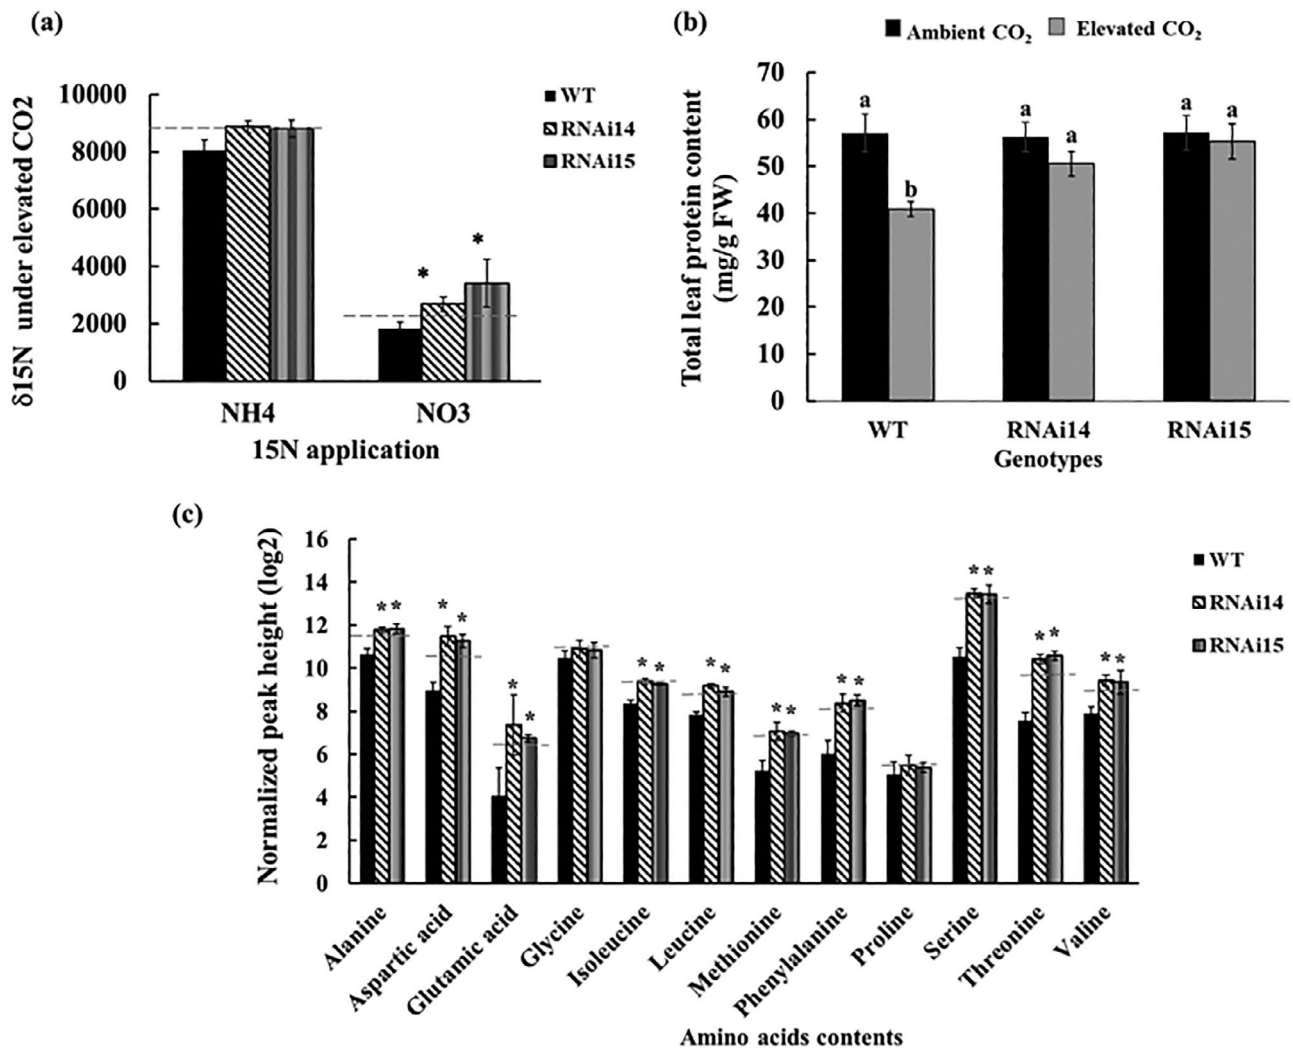 (a)
δ15N under elevated CO2
10000
8000
6000
4000
2000
0
* *
NH4 NO3
15N application
WT
RNAi14
RNAi15
(b)
Ambient CO₂ Elevated CO₂
Total leaf protein content
(mg/g FW)
70
60
50
40
30
20
10
0
a b a a a a
WT RNAi14 RNAi15
Genotypes
(c)
Normalized peak height (log2)
16
14
12
10
8
6
4
2
0
* * * * * * * * * * * * * * * * * * * *
Alanine
Aspartic acid
Glutamic acid
Glycine
Isoleucine
Leucine
Methionine
Phenylalanine
Proline
Serine
Threonine
Valine
Amino acids contents
WT
RNAi14
RNAi15